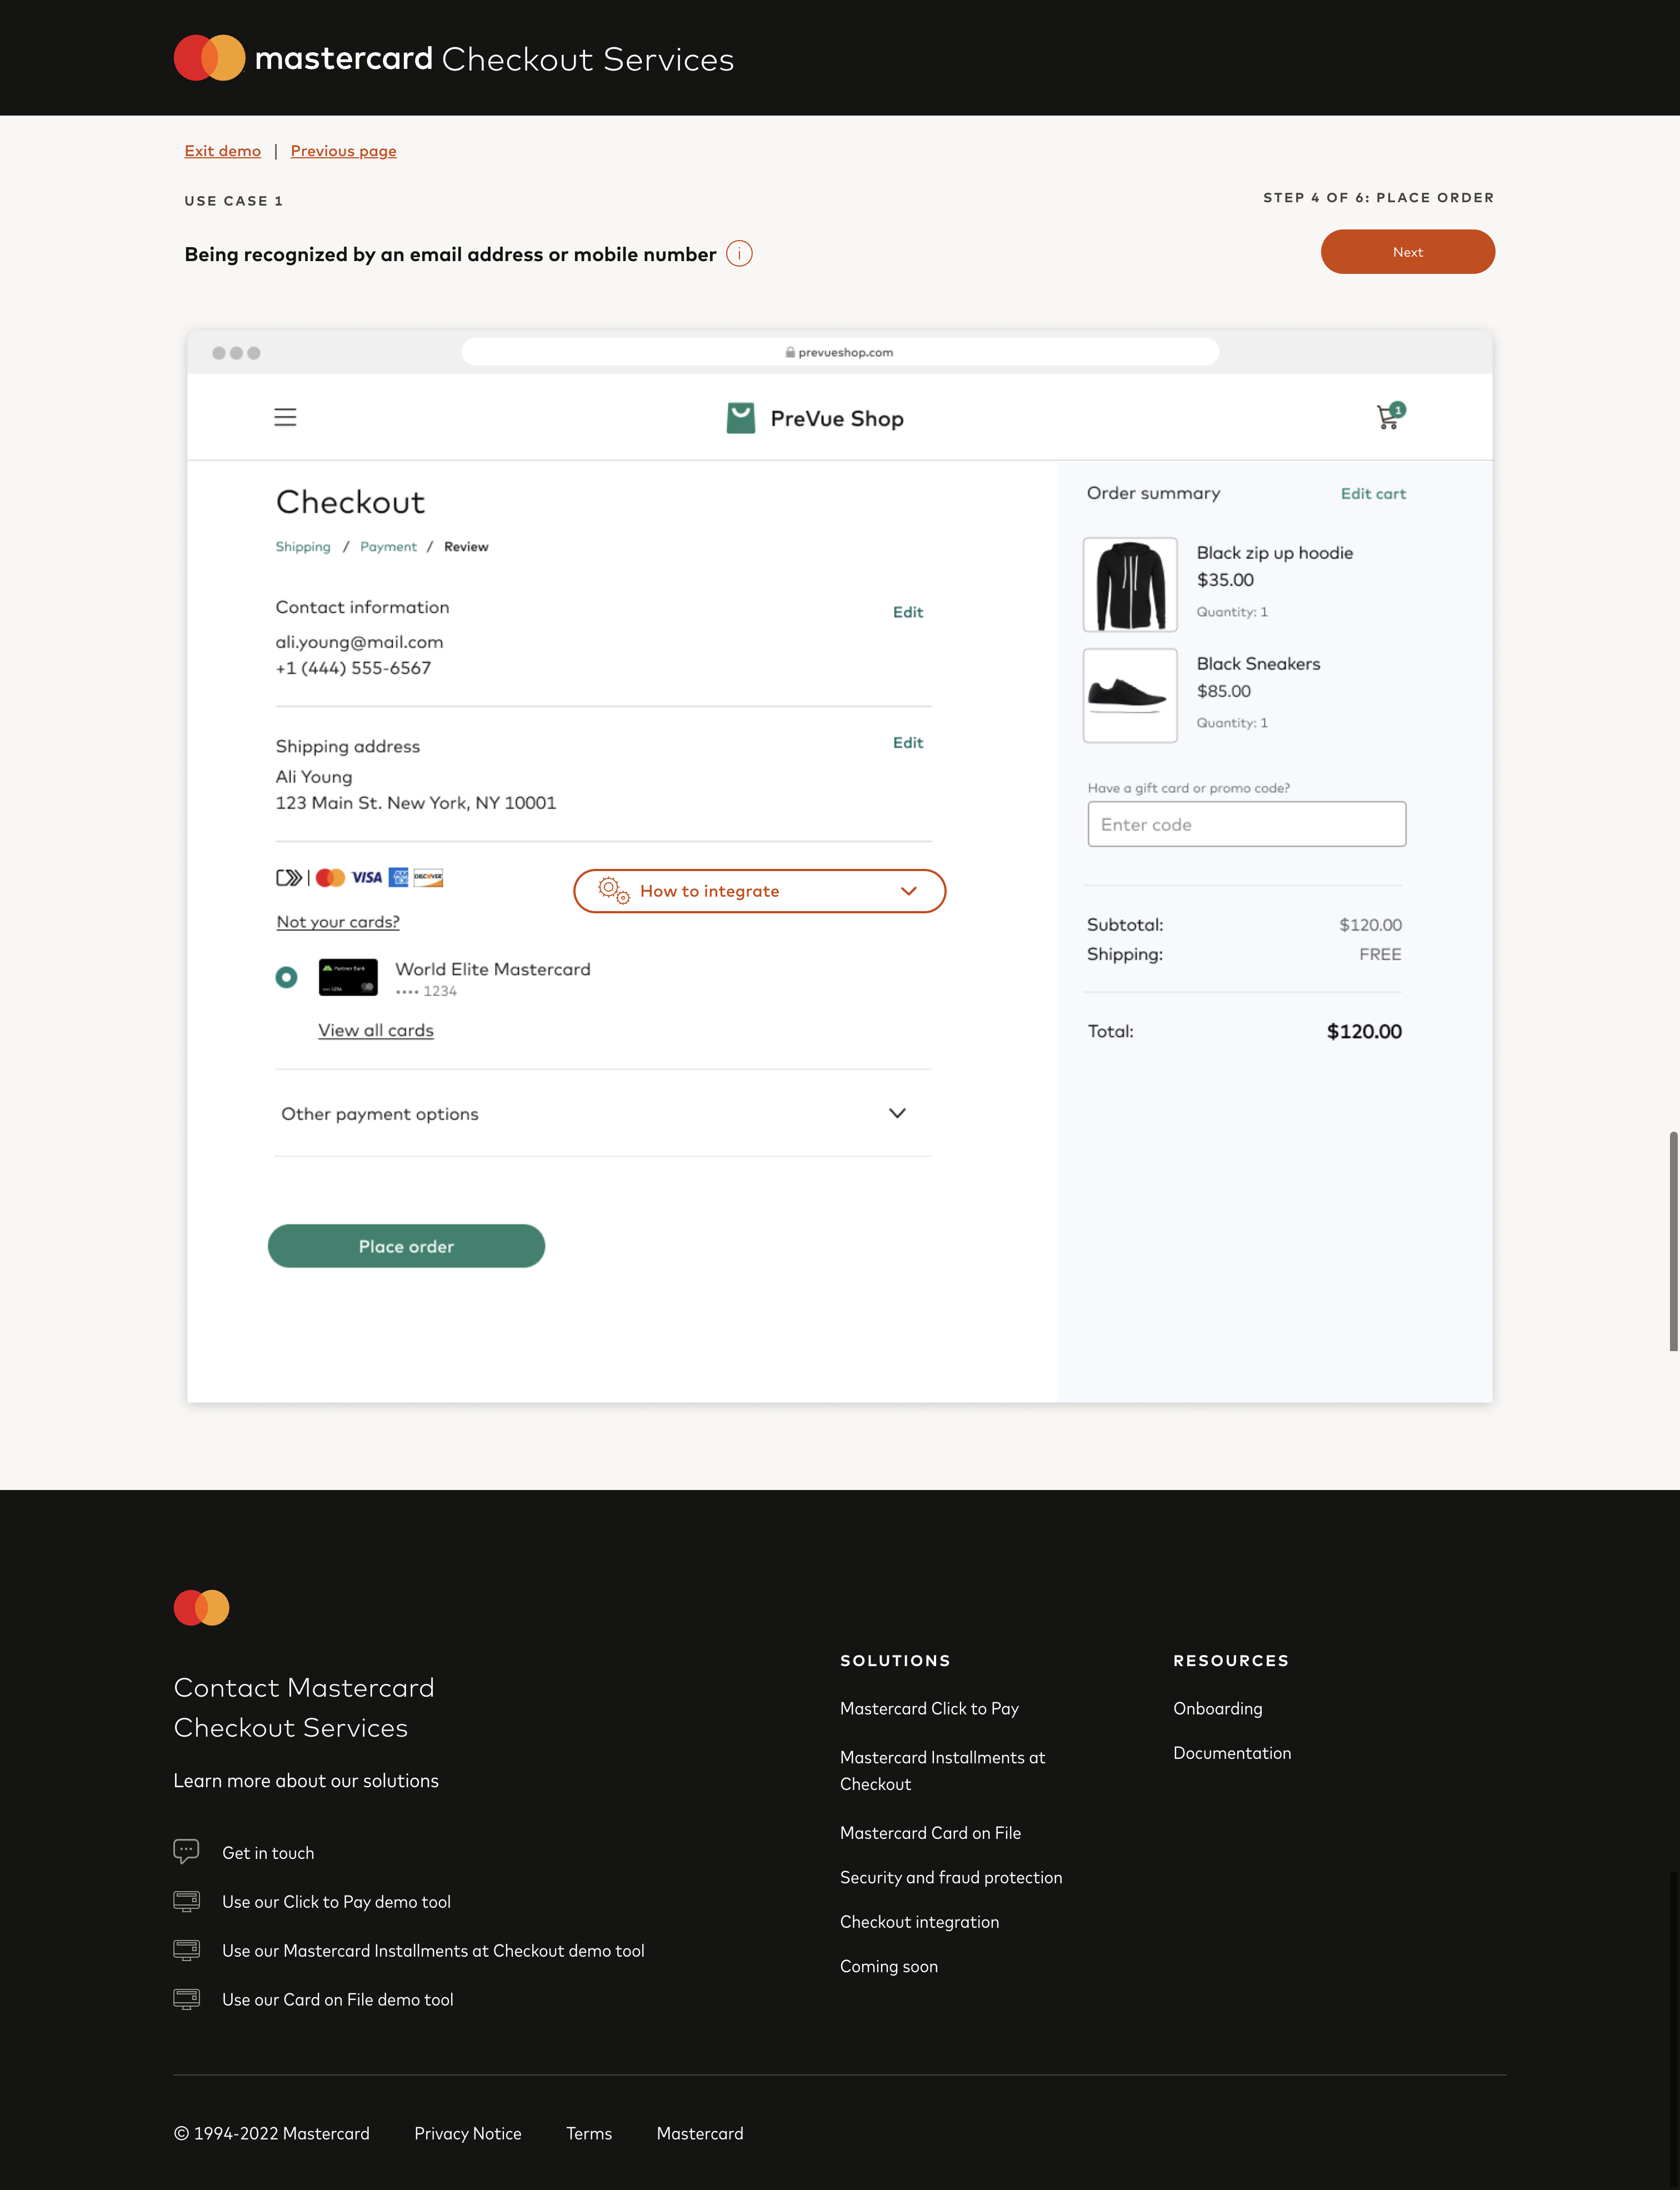 mastercard Checkout Services
Exit demo | Previous page
USE CASE 1
STEP 4 OF 6: PLACE ORDER
Being recognized by an email address or mobile number
Next
prevueshop.com
PreVue Shop
1
Checkout
Shipping / Payment / Review
Contact information
Edit
ali.young@mail.com
+1 (444) 555-6567
Shipping address
Edit
Ali Young
123 Main St. New York, NY 10001
VISA AMEX DISCOVER
How to integrate
Not your cards?
Partner Bank
•••• 1234
World Elite Mastercard
•••• 1234
View all cards
Other payment options
Place order
Order summary
Edit cart
Black zip up hoodie
$35.00
Quantity: 1
Black Sneakers
$85.00
Quantity: 1
Have a gift card or promo code?
Enter code
Subtotal: $120.00
Shipping: FREE
Total: $120.00
Contact Mastercard
Checkout Services
Learn more about our solutions
Get in touch
Use our Click to Pay demo tool
Use our Mastercard Installments at Checkout demo tool
Use our Card on File demo tool
SOLUTIONS
Mastercard Click to Pay
Mastercard Installments at
Checkout
Mastercard Card on File
Security and fraud protection
Checkout integration
Coming soon
RESOURCES
Onboarding
Documentation
© 1994-2022 Mastercard
Privacy Notice
Terms
Mastercard